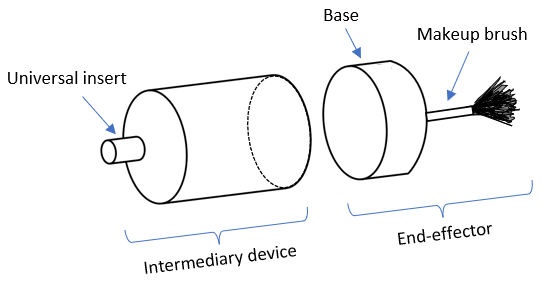 Base
Makeup brush
Universal insert
End-effector
Intermediary device